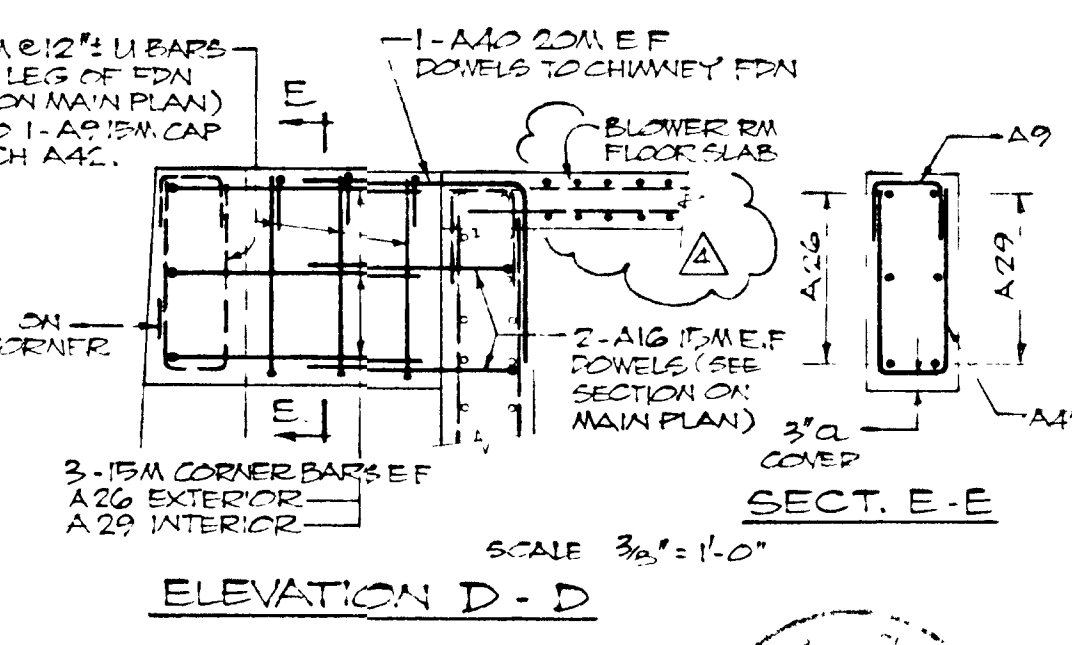 @12"± U BARS
LEG OF FDN
ON MAIN PLAN)
1-A9 15M CAP
A42.
1-A40 20M E F
DOWELS TO CHIMNEY FDN
E
BLOWER RM
FLOOR SLAB
4
ON
CORNER
2-A16 15M E.F
DOWELS (SEE
SECTION ON
MAIN PLAN)
E
3-15M CORNER BARS E F
A26 EXTERIOR
A29 INTERIOR
A9
A26
A29
3"
COVER
SECT. E-E
SCALE 3/8" = 1'-0"
ELEVATION D - D